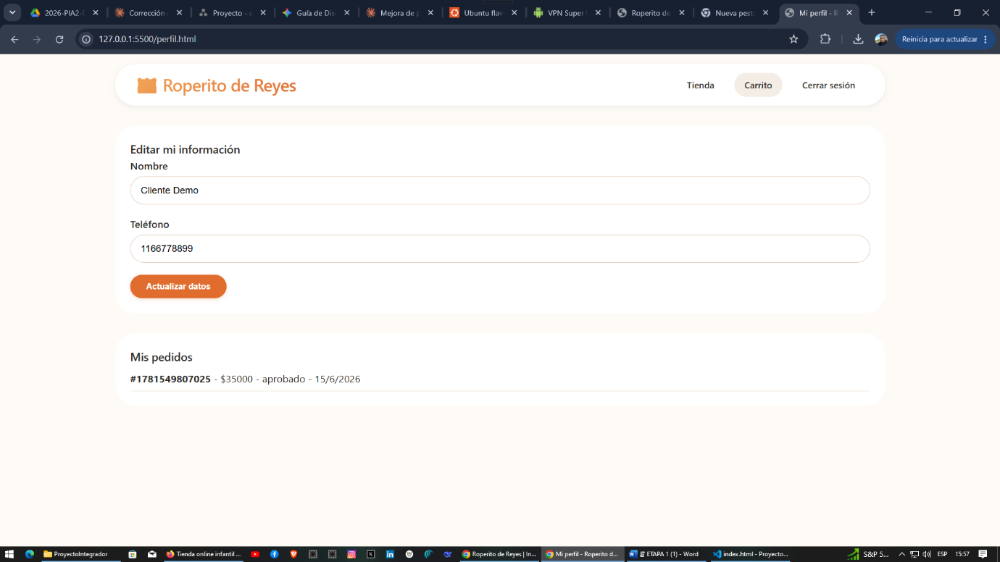 2026-PIA2-I
Corrección
Proyecto - c
Guía de Dis
Mejora de p
Ubuntu flav
VPN Super
Roperito de
Nueva pest
Mi perfil - R
127.0.0.1:5500/perfil.html
Reinicia para actualizar
Roperito de Reyes
Tienda
Carrito
Cerrar sesión
Editar mi información
Nombre
Cliente Demo
Teléfono
1166778899
Actualizar datos
Mis pedidos
#1781549807025 - $35000 - aprobado - 15/6/2026
ProyectoIntegrador
Tienda online infantil ...
Roperito de Reyes | In...
Mi perfil - Roperito d...
ETAPA 1 (1) - Word
index.html - Proyecto...
S&P 5...
ESP
15:57